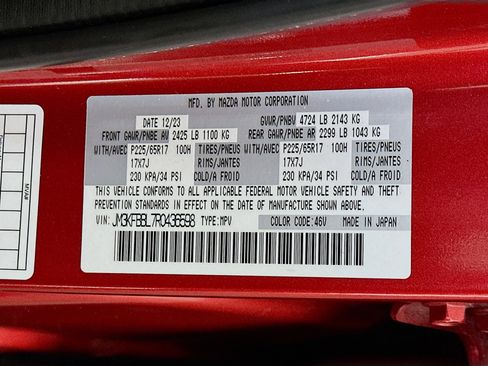 MFD. BY MAZDA MOTOR CORPORATION
DATE 12/23 GVWR/PNBV 4724 LB 2143 KG
FRONT GAWR/PNBE AV 2425 LB 1100 KG REAR GAWR/PNBE AR 2299 LB 1043 KG
WITH/AVEC P225/65R17 100H TIRES/PNEUS WITH/AVEC P225/65R17 100H TIRES/PNEUS
17X7J RIMS/JANTES 17X7J RIMS/JANTES
230 KPA/34 PSI COLD/A FROID 230 KPA/34 PSI COLD/A FROID
THIS VEHICLE CONFORMS TO ALL APPLICABLE FEDERAL MOTOR VEHICLE SAFETY AND THEFT
PREVENTION STANDARDS IN EFFECT ON THE DATE OF MANUFACTURE SHOWN ABOVE.
VIN: JM3KFBBL7R0436598 TYPE:MPV COLOR CODE:46V MADE IN JAPAN